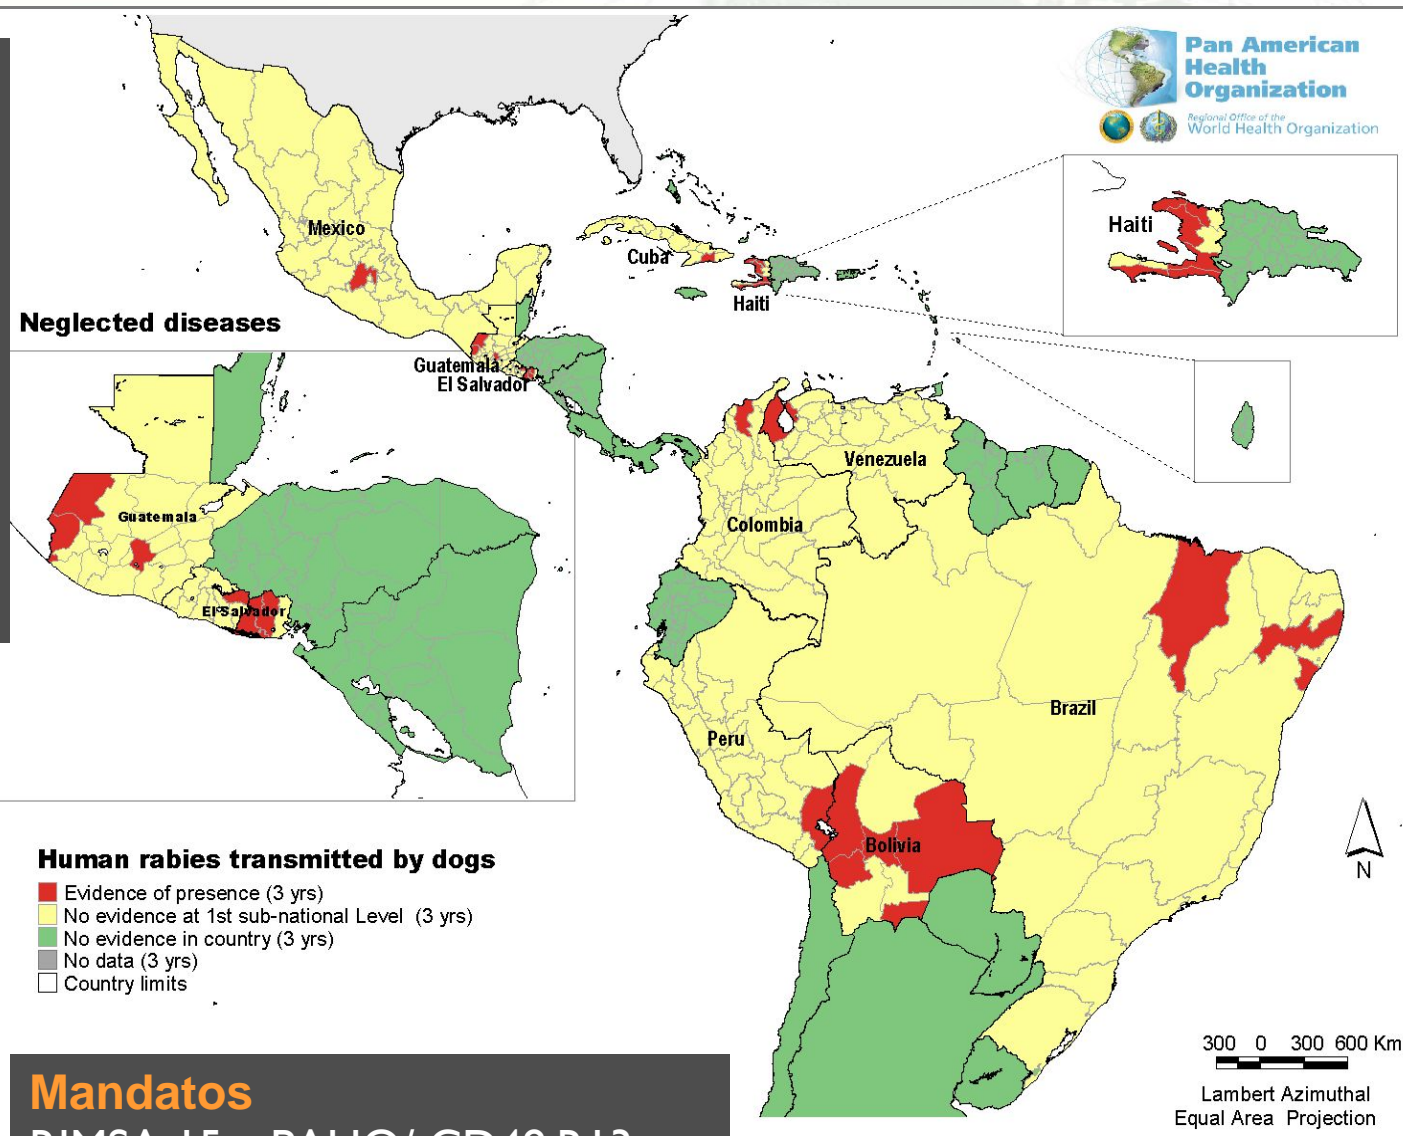 Pan American
Health
Organization
Regional Office of the
World Health Organization
Haiti
Mexico
Cuba
Haiti
Neglected diseases
Guatemala
El Salvador
Guatemala
El Salvador
Venezuela
Colombia
Brazil
Peru
Bolivia
Human rabies transmitted by dogs
Evidence of presence (3 yrs)
No evidence at 1st sub-national Level (3 yrs)
No evidence in country (3 yrs)
No data (3 yrs)
Country limits
N
300 0 300 600 Km
Lambert Azimuthal
Equal Area Projection
Mandatos